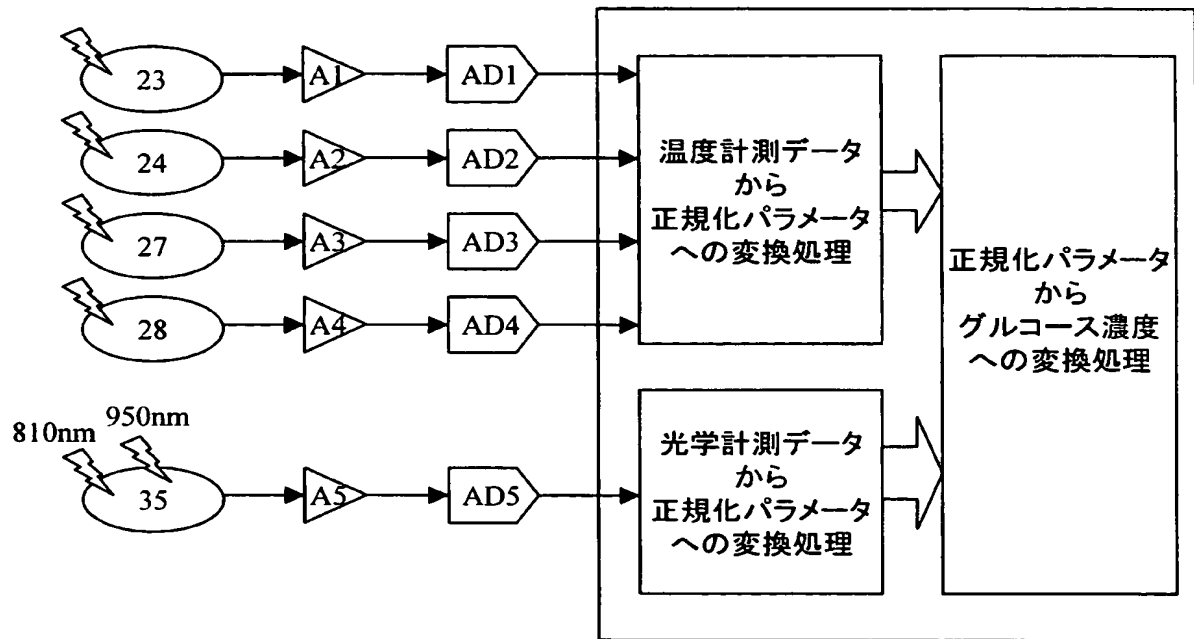 23
A1
AD1
24
A2
AD2
27
A3
AD3
28
A4
AD4
温度計測データ
から
正規化パラメータ
への変換処理
正規化パラメータ
から
グルコース濃度
への変換処理
810nm
950nm
35
A5
AD5
光学計測データ
から
正規化パラメータ
への変換処理